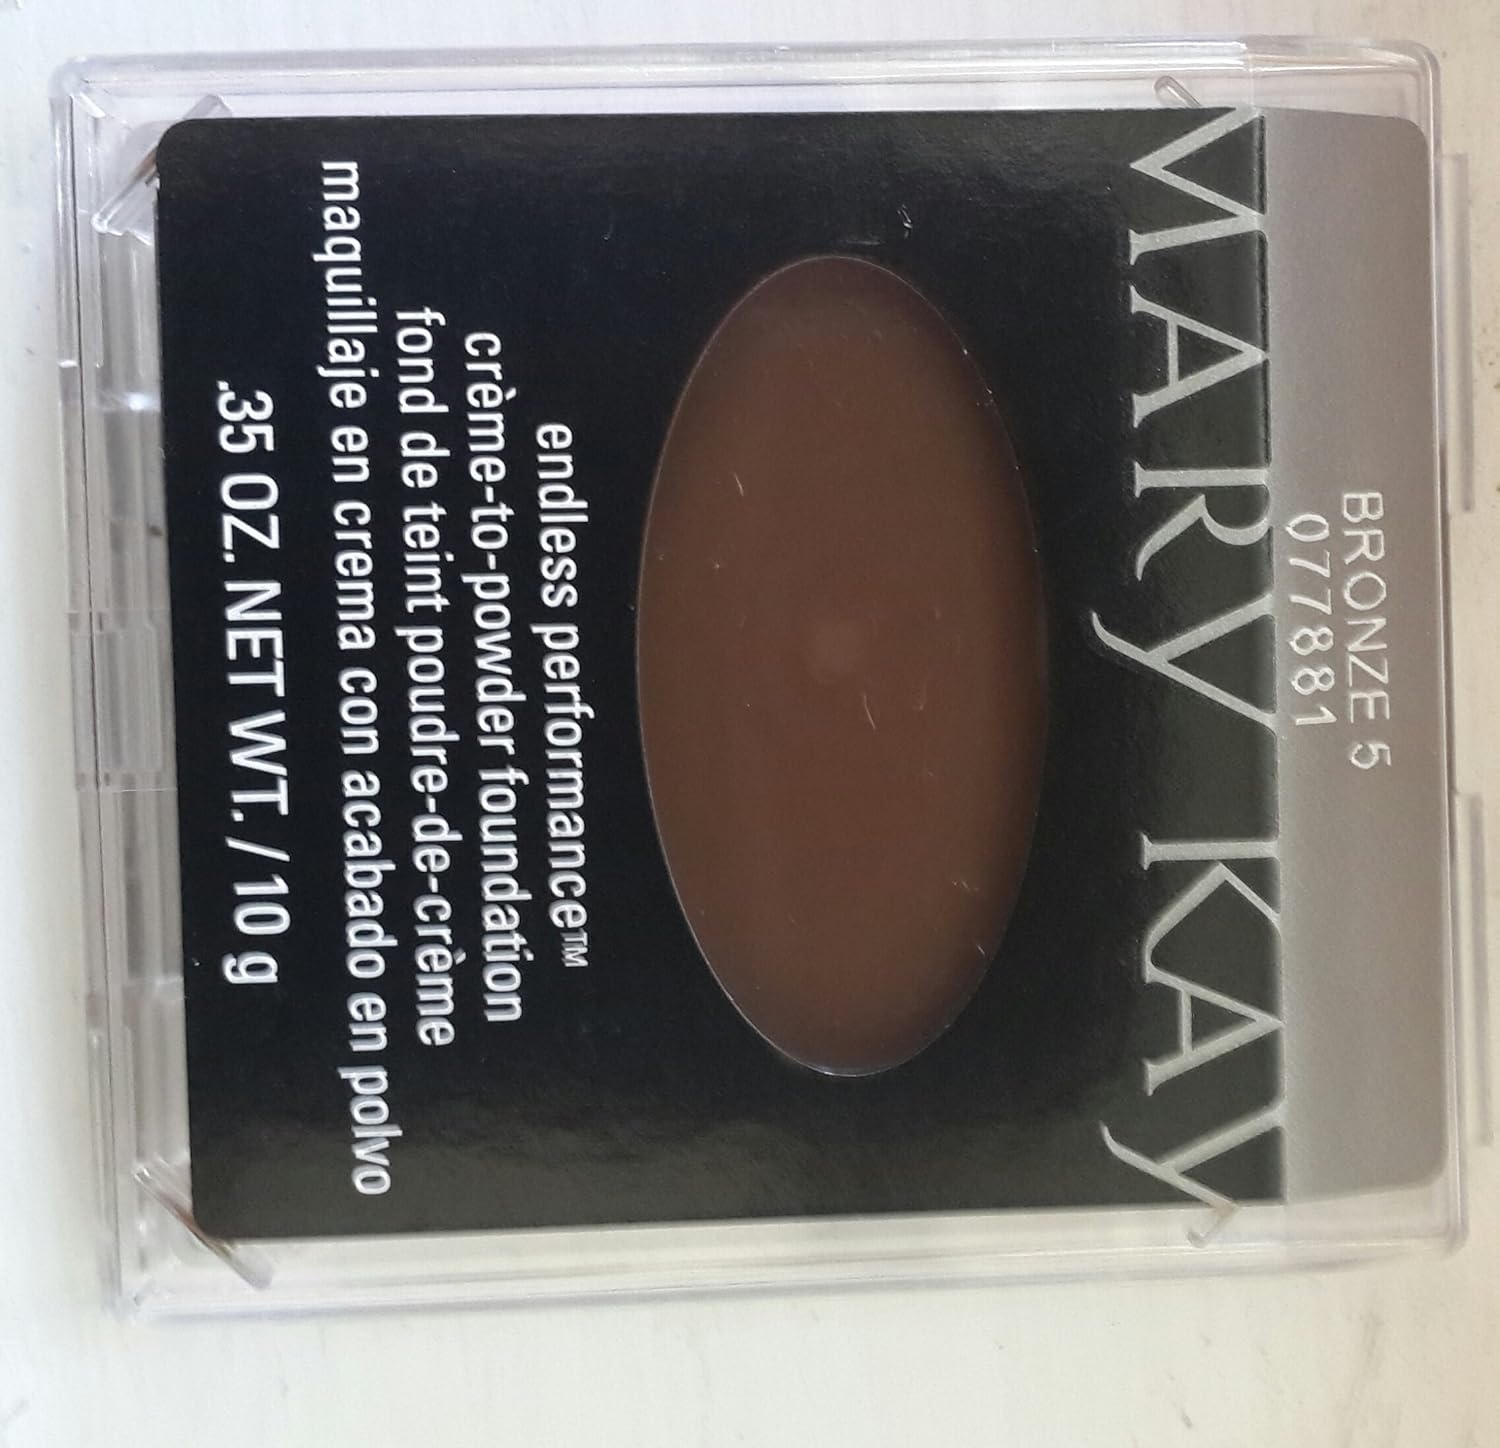 BRONZE 5
077881
MARY KAY
endless performance™
crème-to-powder foundation
fond de teint poudre-de-crème
maquillaje en crema con acabado en polvo
.35 OZ. NET WT. / 10 g